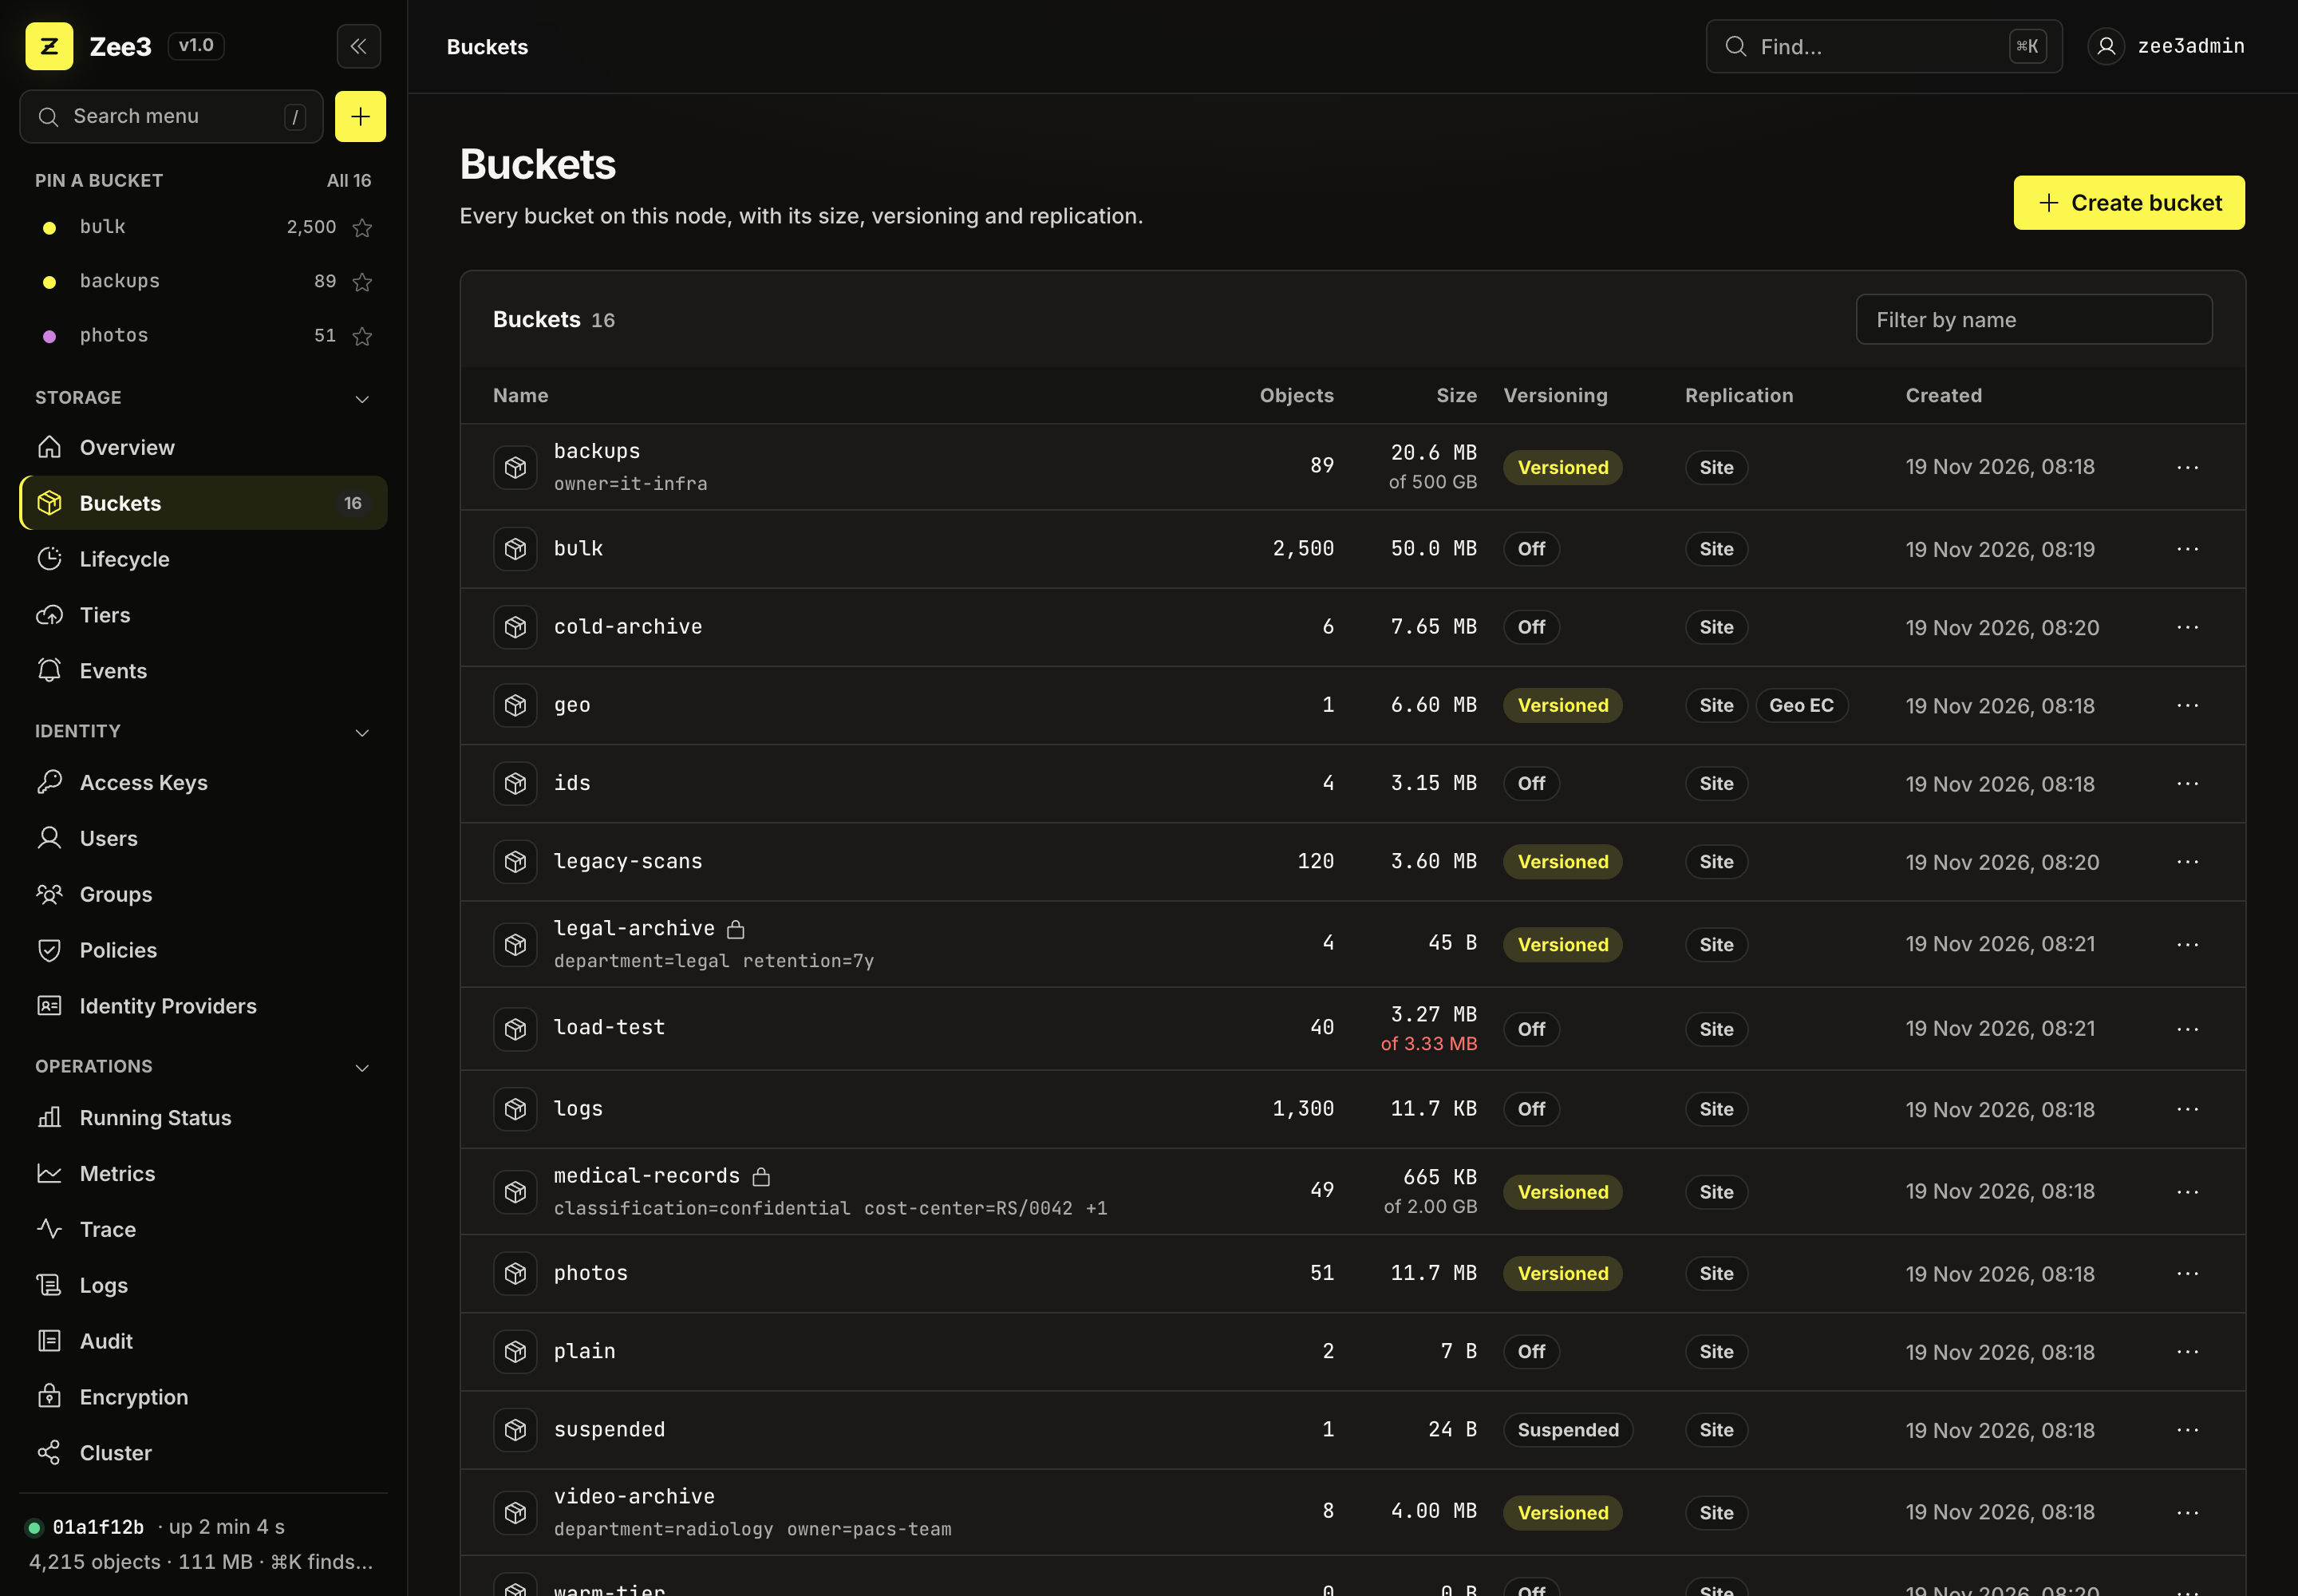 Z Zee3 v1.0
Search menu /
PIN A BUCKET All 16
bulk 2,500
backups 89
photos 51
STORAGE
Overview
Buckets 16
Lifecycle
Tiers
Events
IDENTITY
Access Keys
Users
Groups
Policies
Identity Providers
OPERATIONS
Running Status
Metrics
Trace
Logs
Audit
Encryption
Cluster
01a1f12b · up 2 min 4 s
4,215 objects · 111 MB · ⌘K finds...
Buckets
Find... ⌘K
zee3admin
Buckets
Every bucket on this node, with its size, versioning and replication.
+ Create bucket
Buckets 16
Filter by name
Name Objects Size Versioning Replication Created
backups 89 20.6 MB Versioned Site 19 Nov 2026, 08:18 ...
owner=it-infra of 500 GB
bulk 2,500 50.0 MB Off Site 19 Nov 2026, 08:19 ...
cold-archive 6 7.65 MB Off Site 19 Nov 2026, 08:20 ...
geo 1 6.60 MB Versioned Site Geo EC 19 Nov 2026, 08:18 ...
ids 4 3.15 MB Off Site 19 Nov 2026, 08:18 ...
legacy-scans 120 3.60 MB Versioned Site 19 Nov 2026, 08:20 ...
legal-archive 4 45 B Versioned Site 19 Nov 2026, 08:21 ...
department=legal retention=7y
load-test 40 3.27 MB Off Site 19 Nov 2026, 08:21 ...
of 3.33 MB
logs 1,300 11.7 KB Off Site 19 Nov 2026, 08:18 ...
medical-records 49 665 KB Versioned Site 19 Nov 2026, 08:18 ...
classification=confidential cost-center=RS/0042 +1 of 2.00 GB
photos 51 11.7 MB Versioned Site 19 Nov 2026, 08:18 ...
plain 2 7 B Off Site 19 Nov 2026, 08:18 ...
suspended 1 24 B Suspended Site 19 Nov 2026, 08:18 ...
video-archive 8 4.00 MB Versioned Site 19 Nov 2026, 08:18 ...
department=radiology owner=pacs-team
warm-tier 0 0 B Off Site 19 Nov 2026, 08:20 ...